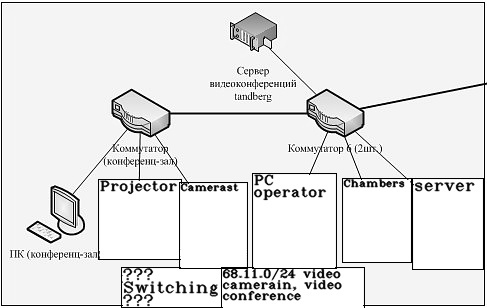 Сервер
видеоконференций
tandberg
Коммутатор
(конференц-зал)
Коммутатор 6 (2шт.)
Projector
Camerast
PC
operator
Chambers
server
ПК (конференц-зал)
???
Switching
???
68.11.0/24 video
camerain, video
conference